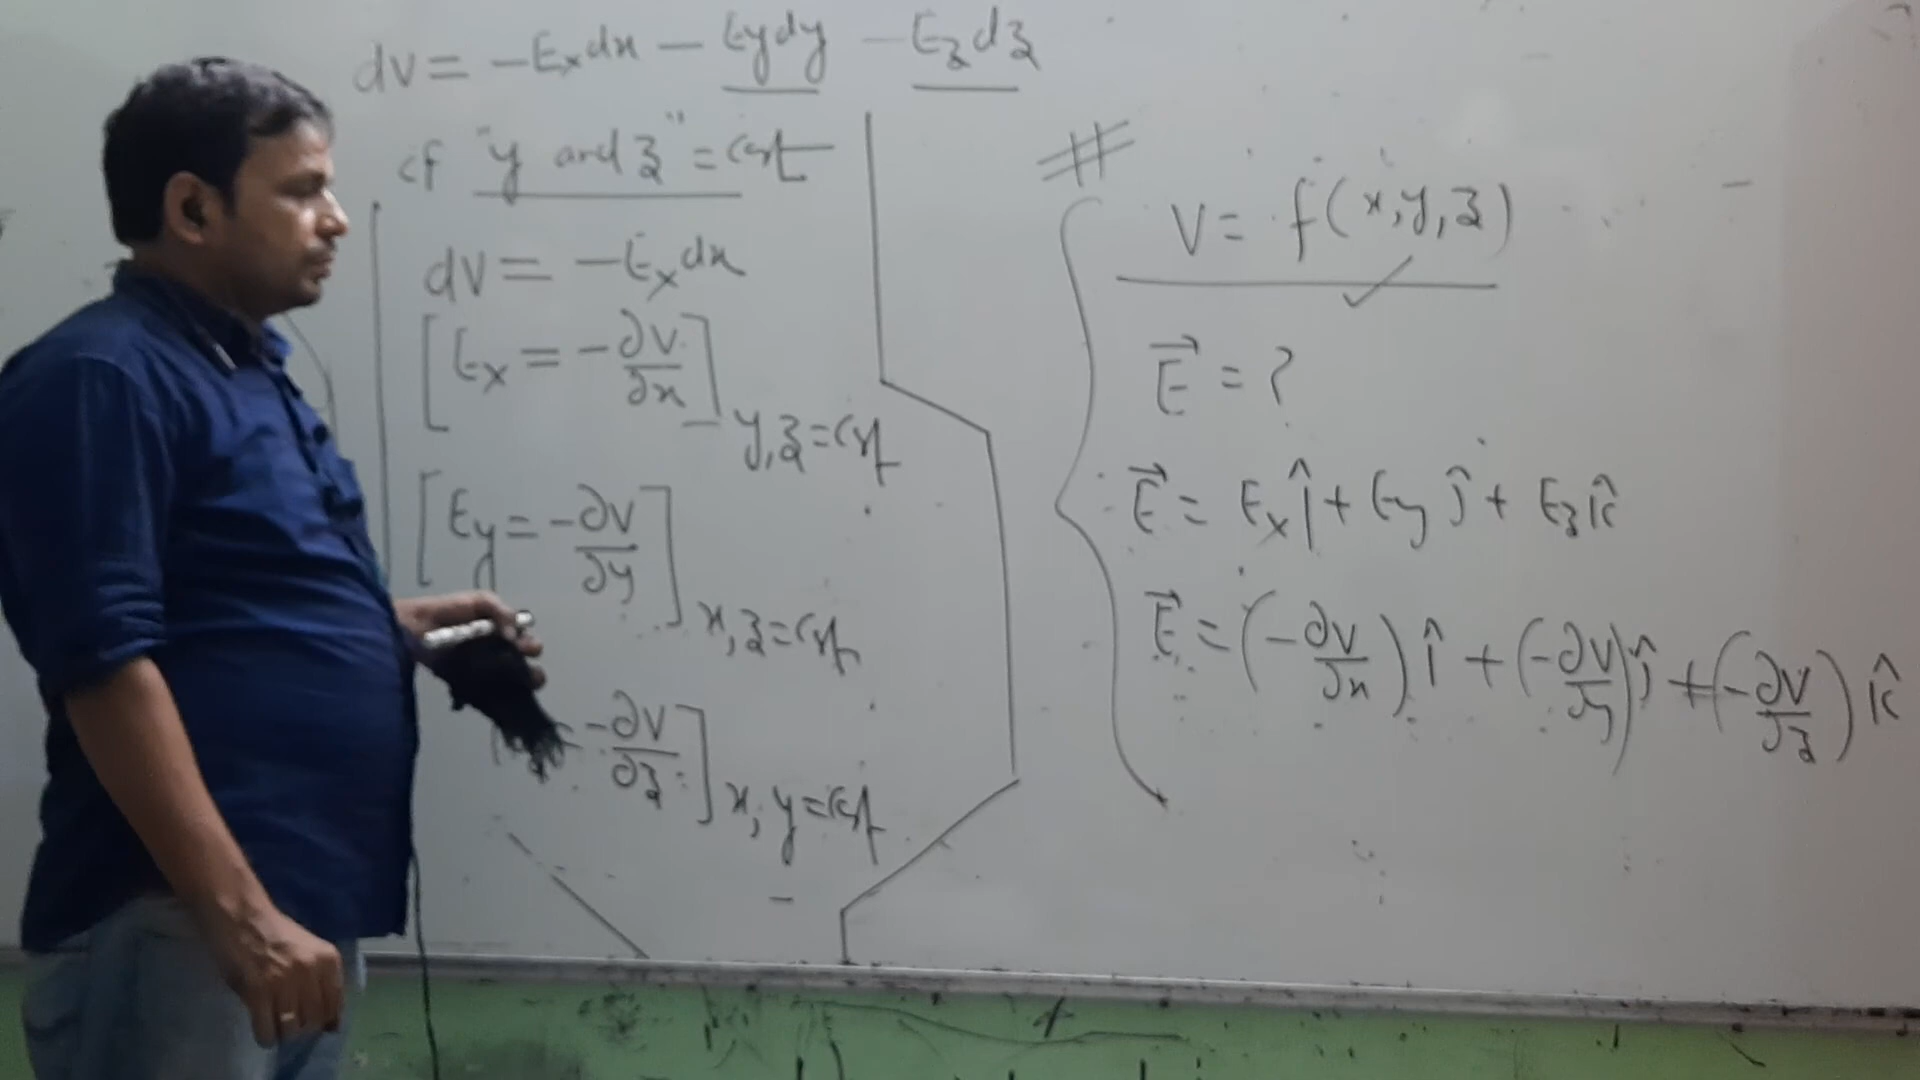 dv = -Exdx - Eydy - Ezdz
if "y and z" = cst
dV = -Exdx
[Ex = -∂V/∂x] y,z=cst
[Ey = -∂V/∂y] x,z=cst
= -∂V/∂z] x,y=cst
#
V = f(x,y,z) ✓
E⃗ = ?
E⃗ = Ex î + Ey ĵ + Ez k̂
E⃗ = (-∂V/∂x) î + (-∂V/∂y) ĵ + (-∂V/∂z) k̂